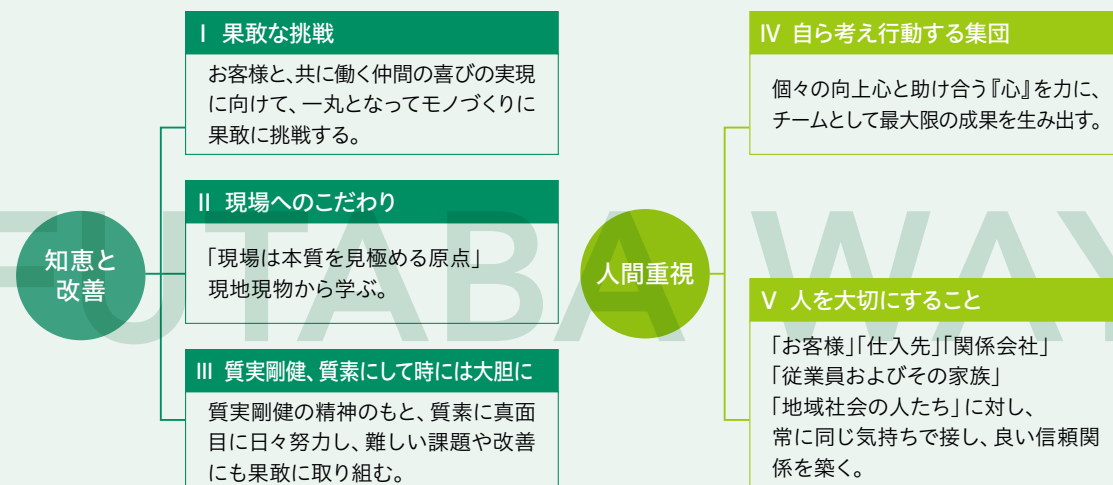 知恵と
改善
Ⅰ 果敢な挑戦
お客様と、共に働く仲間の喜びの実現
に向けて、一丸となってモノづくりに
果敢に挑戦する。
Ⅱ 現場へのこだわり
「現場は本質を見極める原点」
現地現物から学ぶ。
Ⅲ 質実剛健、質素にして時には大胆に
質実剛健の精神のもと、質素に真面
目に日々努力し、難しい課題や改善
にも果敢に取り組む。
人間重視
Ⅳ 自ら考え行動する集団
個々の向上心と助け合う『心』を力に、
チームとして最大限の成果を生み出す。
Ⅴ 人を大切にすること
「お客様」「仕入先」「関係会社」
「従業員およびその家族」
「地域社会の人たち」に対し、
常に同じ気持ちで接し、良い信頼関
係を築く。
FUTABA WAY